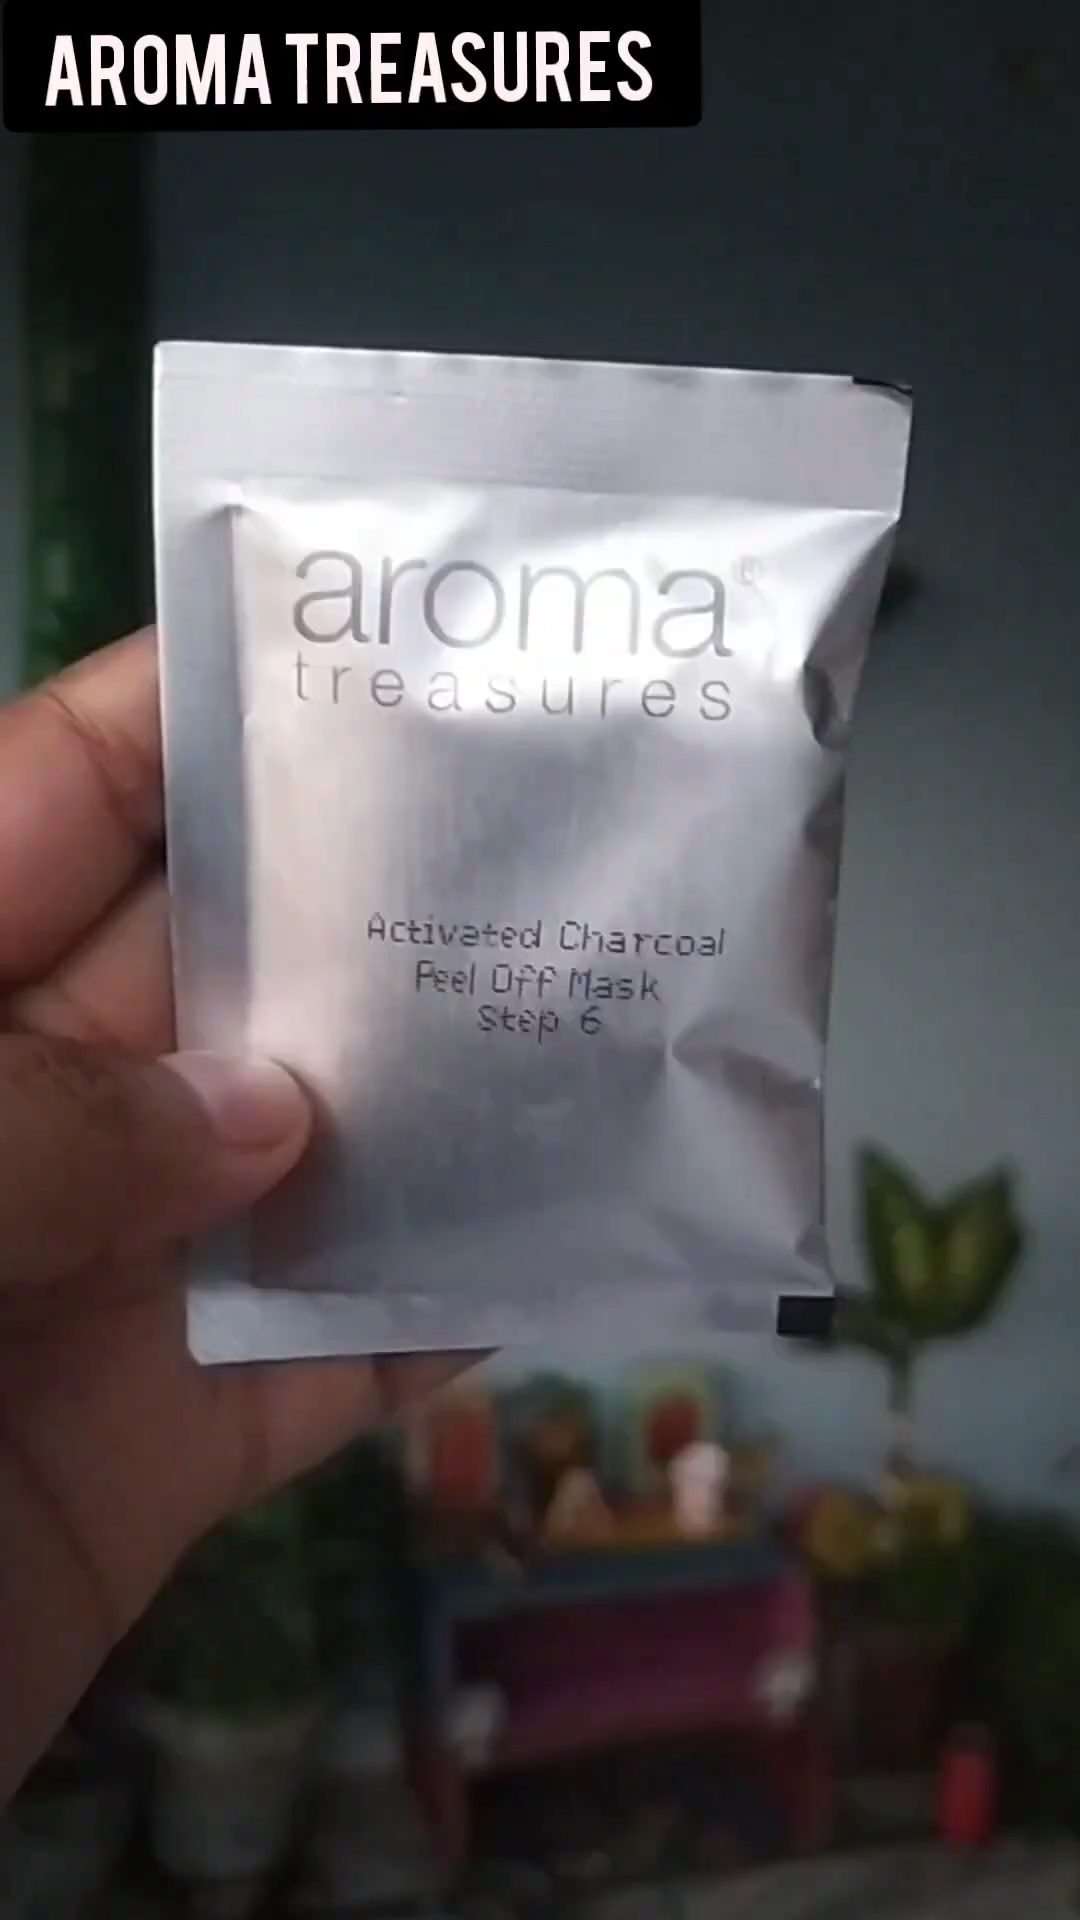 AROMA TREASURES
aroma®
treasures
Activated Charcoal
Peel Off Mask
Step 6